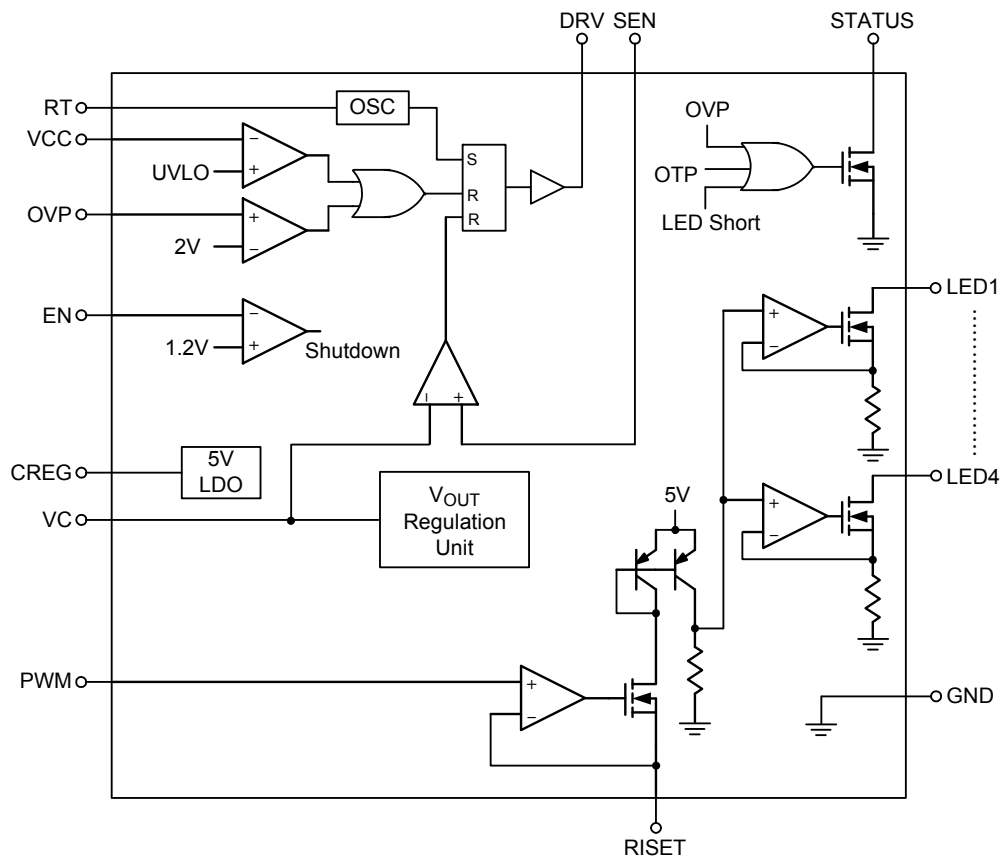 DRV SEN STATUS
RT
OSC
VCC
−
UVLO
+
OVP
+
2V
−
S
R
R
OVP
OTP
LED Short
EN
−
1.2V
+
Shutdown
− +
CREG
5V
LDO
VC
VOUT
Regulation
Unit
5V
+
−
LED1
+
−
LED4
PWM
+
−
GND
RISET